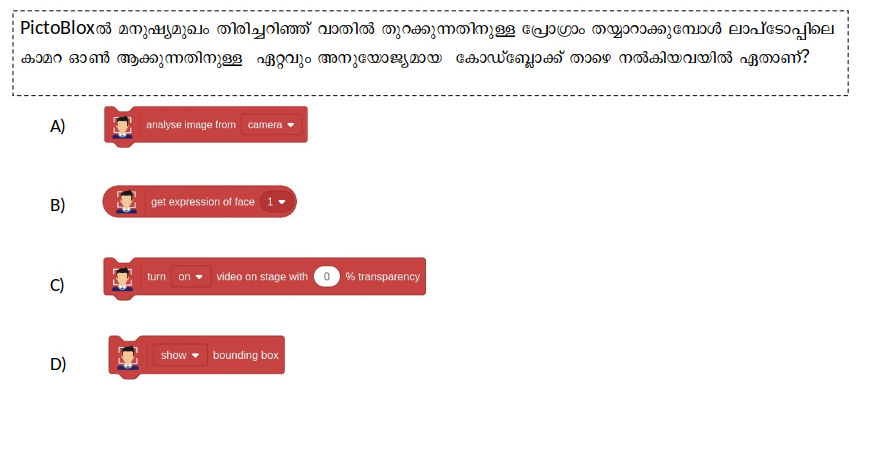 PictoBloxൽ മനുഷ്യമുഖം തിരിച്ചറിഞ്ഞ് വാതിൽ തുറക്കുന്നതിനുള്ള പ്രോഗ്രാം തയ്യാറാക്കുമ്പോൾ ലാപ്ടോപ്പിലെ
കാമറ ഓൺ ആക്കുന്നതിനുള്ള ഏറ്റവും അനുയോജ്യമായ കോഡ്ബ്ലോക്ക് താഴെ നൽകിയവയിൽ ഏതാണ്?
A) analyse image from camera
B) get expression of face 1
C) turn on video on stage with 0 % transparency
D) show bounding box